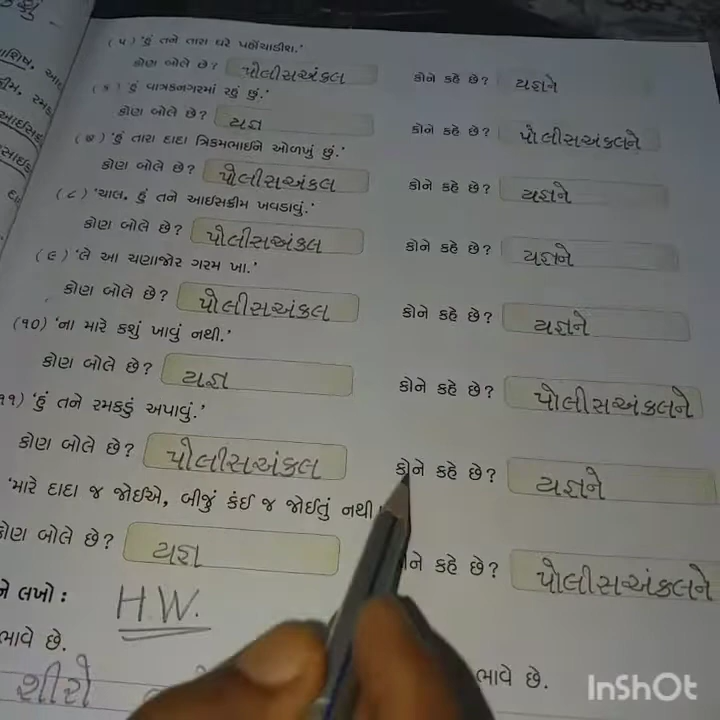 (૫) 'હું તને તારા ઘરે પહોંચાડીશ.'
કોણ બોલે છે? પોલીસઅંકલ કોને કહે છે? યજ્ઞને
(૬) 'હું વાત્રકનગરમાં રહું છું.'
કોણ બોલે છે? યજ્ઞ કોને કહે છે? પોલીસઅંકલને
(૭) 'હું તારા દાદા ત્રિકમભાઈને ઓળખું છું.'
કોણ બોલે છે? પોલીસઅંકલ કોને કહે છે? યજ્ઞને
(૮) 'ચાલ, હું તને આઇસક્રીમ ખવડાવું.'
કોણ બોલે છે? પોલીસઅંકલ કોને કહે છે? યજ્ઞને
(૯) 'લે આ ચણાજોર ગરમ ખા.'
કોણ બોલે છે? પોલીસઅંકલ કોને કહે છે? યજ્ઞને
(૧૦) 'ના મારે કશું ખાવું નથી.'
કોણ બોલે છે? યજ્ઞ કોને કહે છે? પોલીસઅંકલને
૧૧) 'હું તને રમકડું અપાવું.'
કોણ બોલે છે? પોલીસઅંકલ કોને કહે છે? યજ્ઞને
'મારે દાદા જ જોઈએ, બીજું કંઈ જ જોઈતું નથી
કોણ બોલે છે? યજ્ઞ ને કહે છે? પોલીસઅંકલને
ને લખો : H.W.
ભાવે છે. ભાવે છે.
શીરો
InShOt